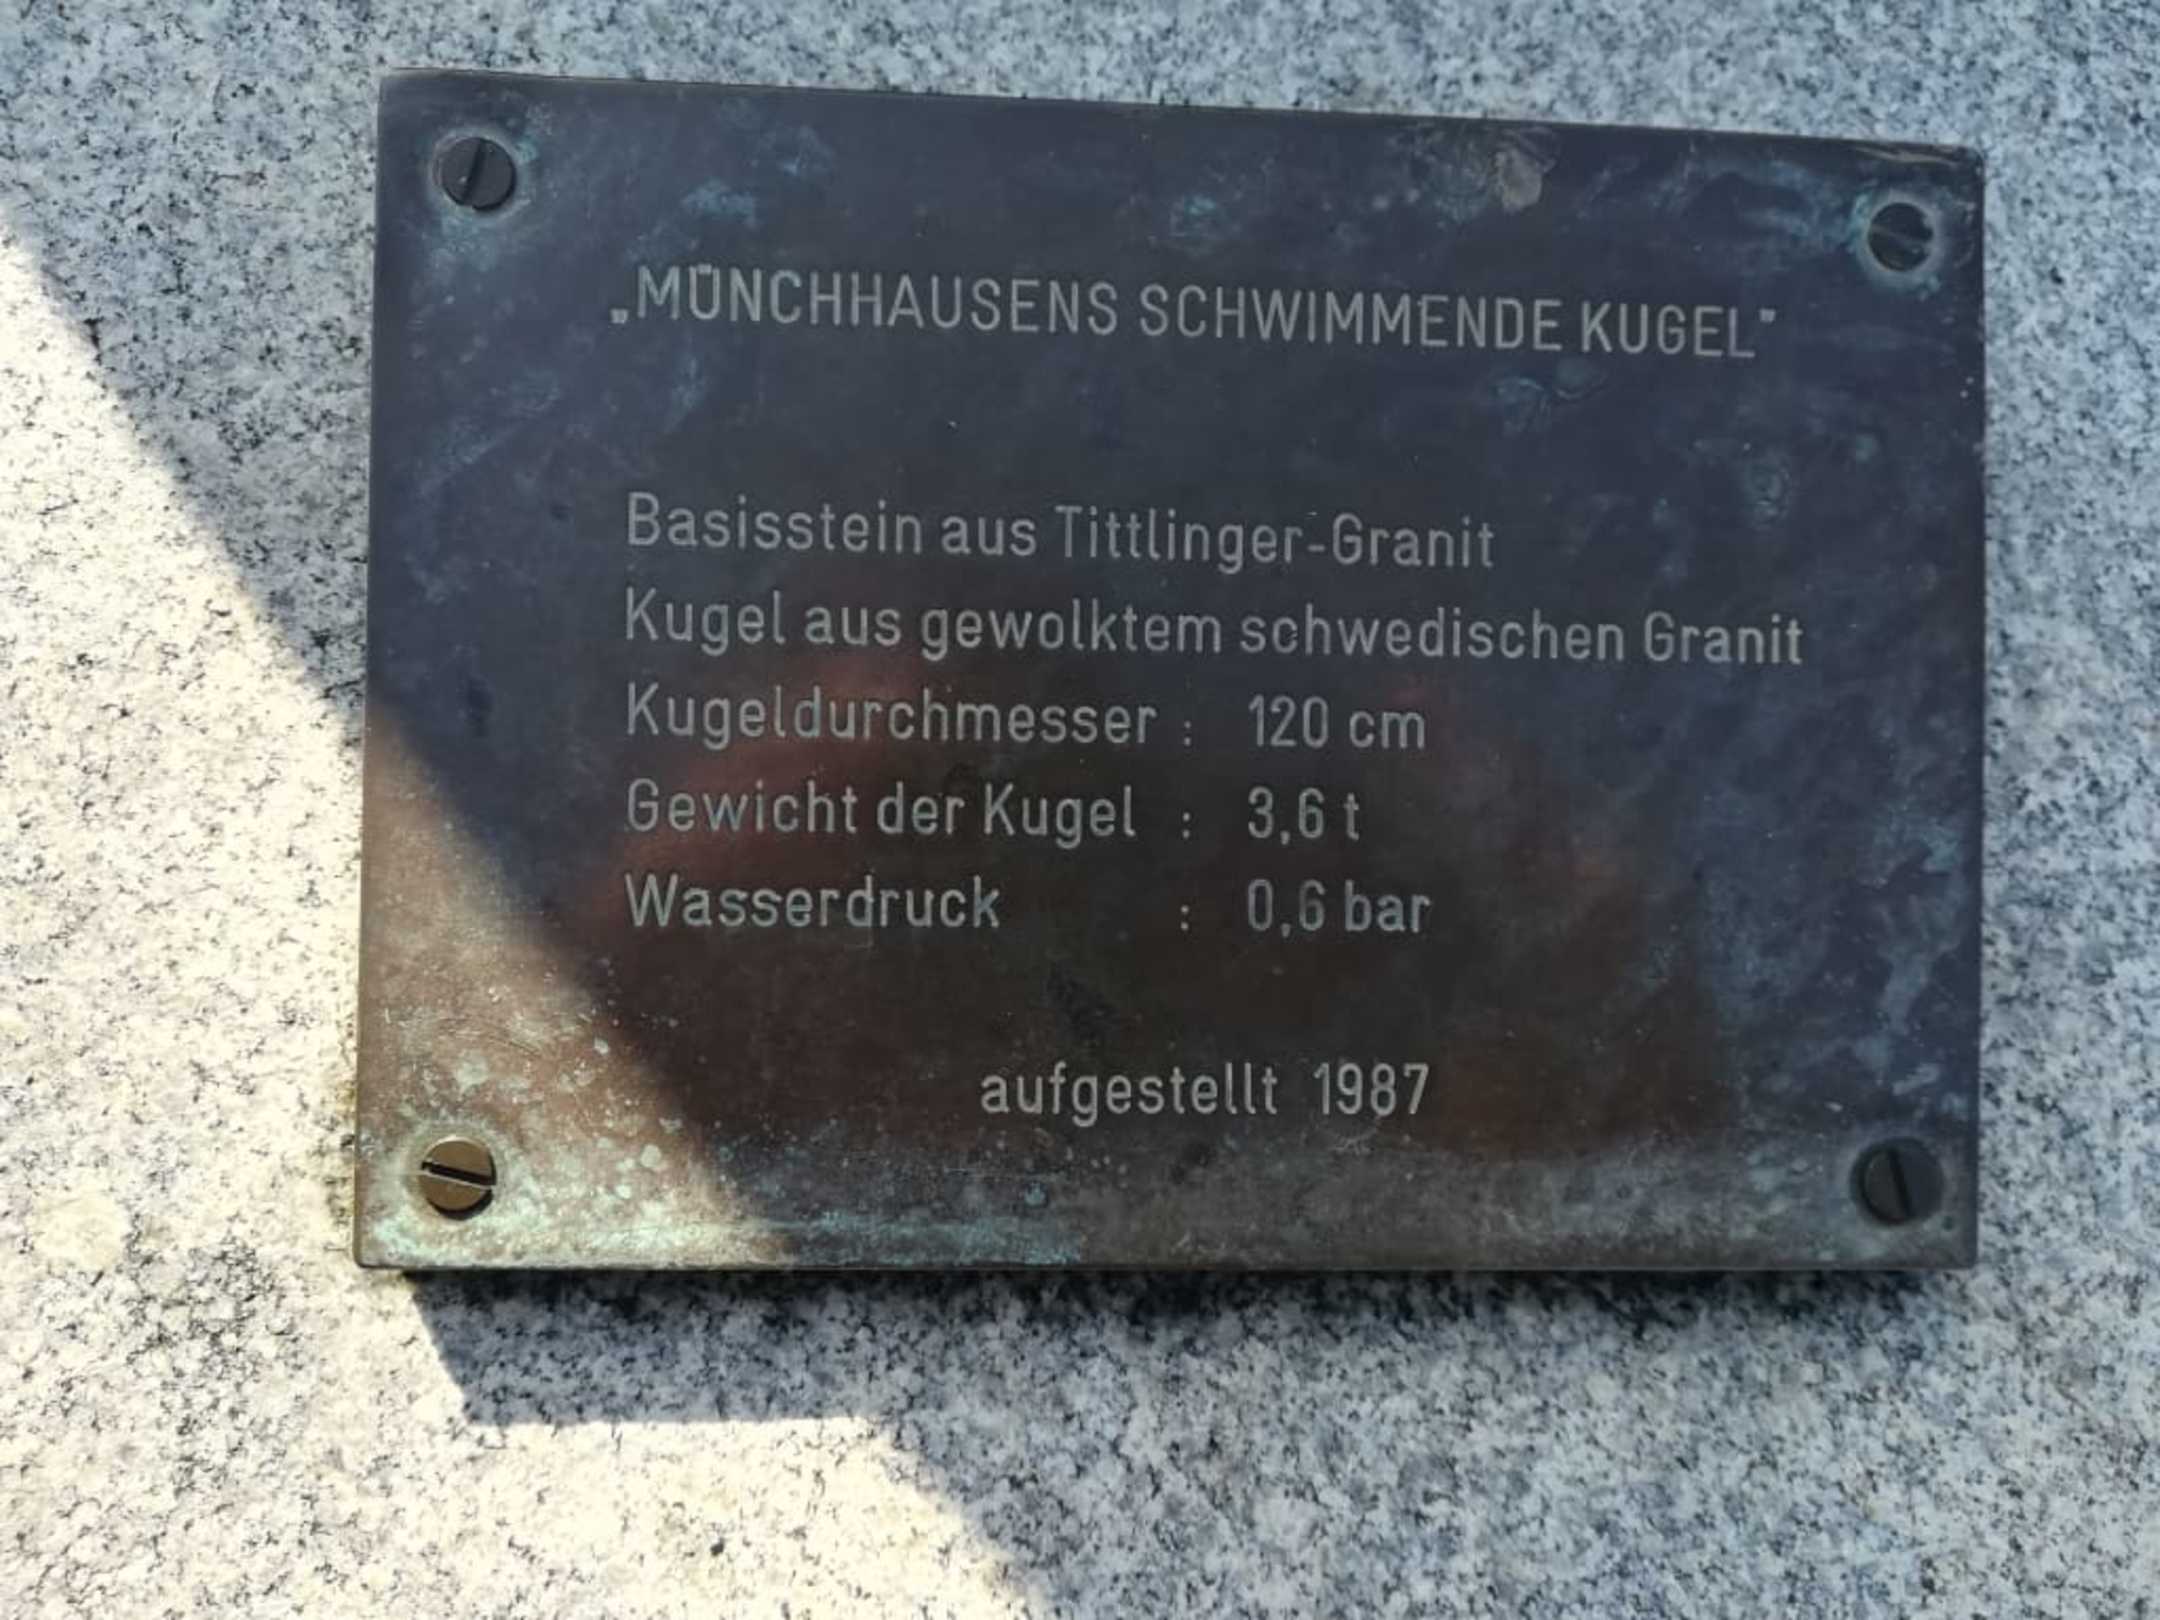 „MÜNCHHAUSENS SCHWIMMENDE KUGEL”
Basisstein aus Tittlinger-Granit
Kugel aus gewolktem schwedischen Granit
Kugeldurchmesser : 120 cm
Gewicht der Kugel : 3,6 t
Wasserdruck : 0,6 bar
aufgestellt 1987